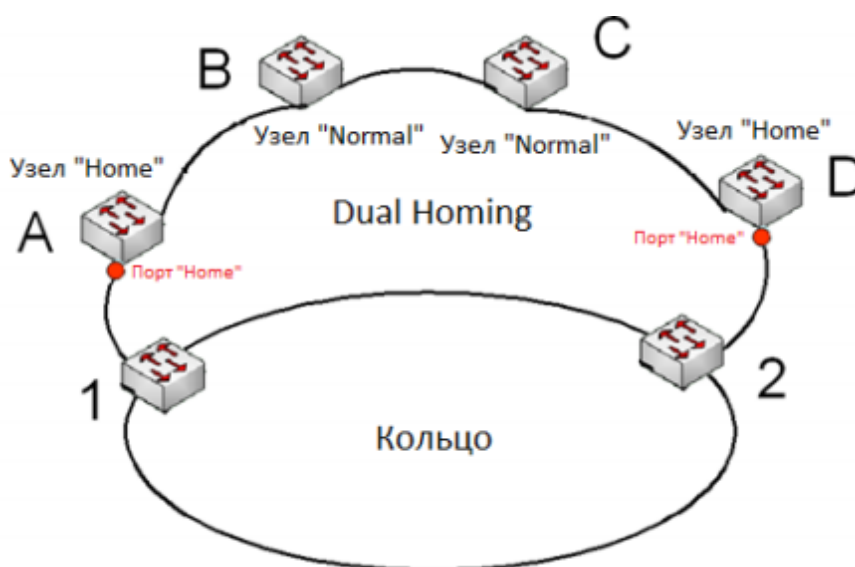 B
C
Узел "Normal"
Узел "Normal"
Узел "Home"
Узел "Home"
A
D
Dual Homing
Порт "Home"
Порт "Home"
1
2
Кольцо